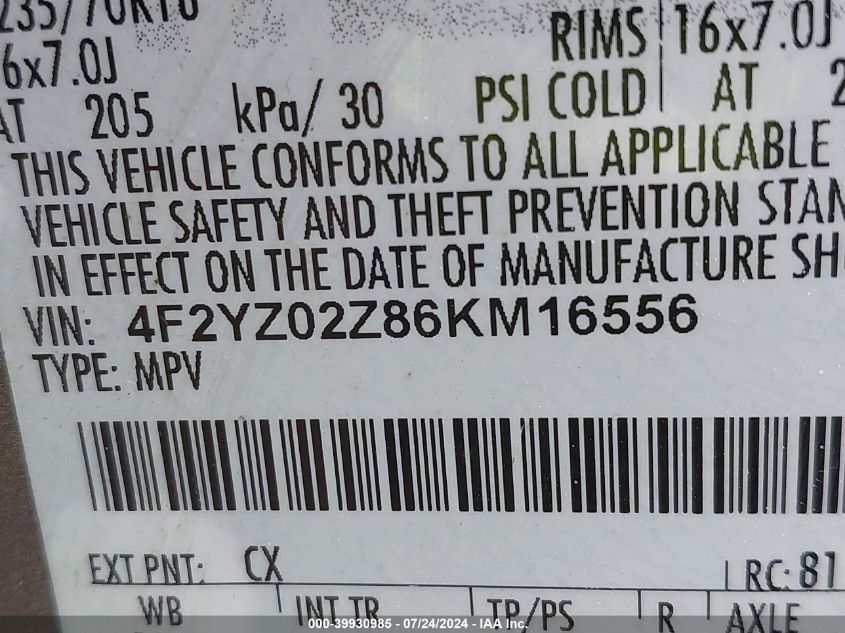 235/70R16 RIMS 16x7.0J
6x7.0J
AT 205 kPa/ 30 PSI COLD AT 2
THIS VEHICLE CONFORMS TO ALL APPLICABLE
VEHICLE SAFETY AND THEFT PREVENTION STAN
IN EFFECT ON THE DATE OF MANUFACTURE SH
VIN: 4F2YZ02Z86KM16556
TYPE: MPV
EXT PNT: CX RC: 81
WB INT TR TP/PS R AXLE
000-39930985 - 07/24/2024 - IAA Inc.